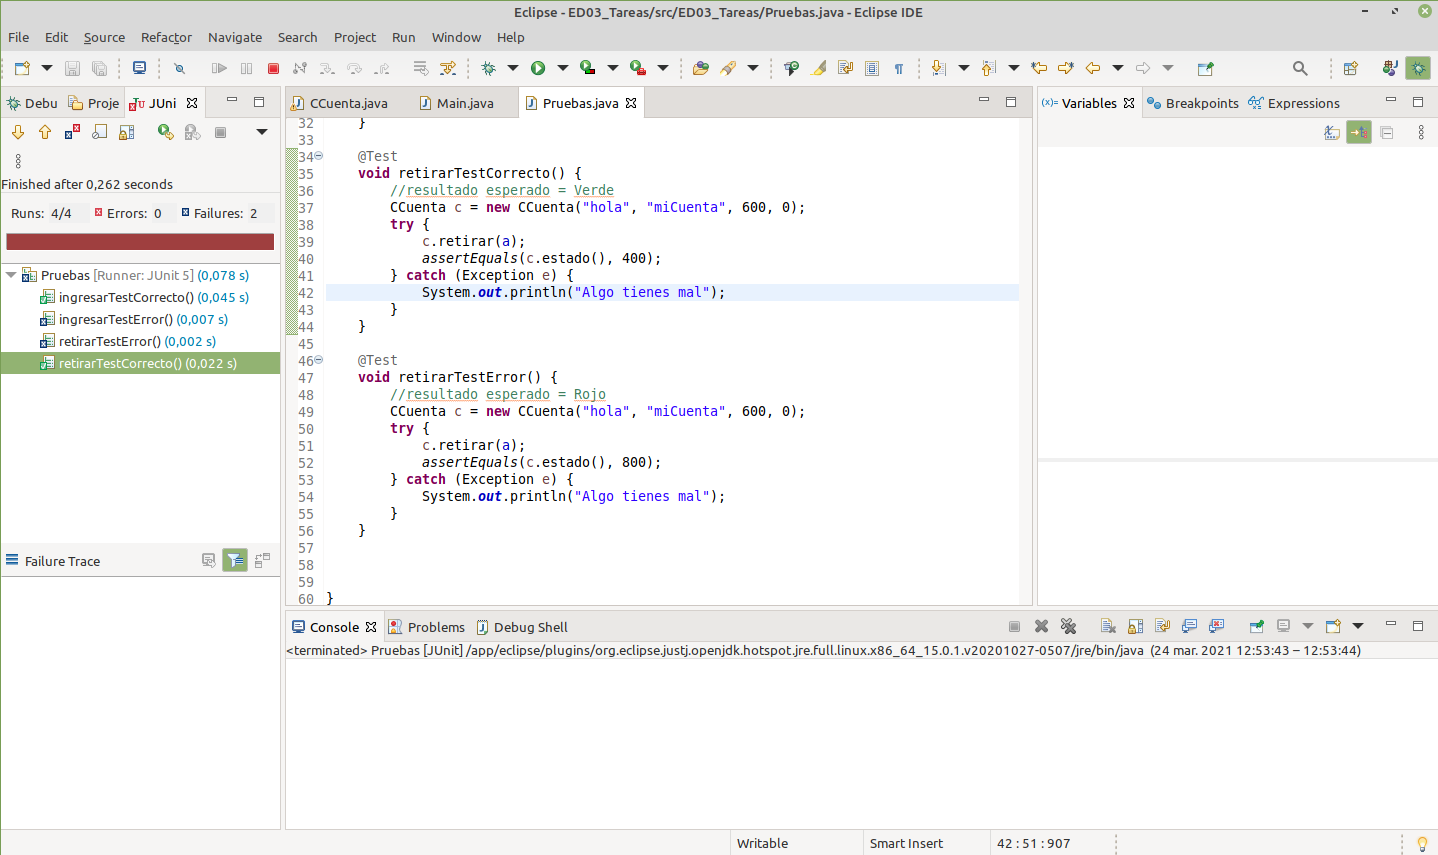 Eclipse - ED03_Tareas/src/ED03_Tareas/Pruebas.java - Eclipse IDE
File Edit Source Refactor Navigate Search Project Run Window Help
Debu Proje JUni
Finished after 0,262 seconds
Runs: 4/4 Errors: 0 Failures: 2
Pruebas [Runner: JUnit 5] (0,078 s)
ingresarTestCorrecto() (0,045 s)
ingresarTestError() (0,007 s)
retirarTestError() (0,002 s)
retirarTestCorrecto() (0,022 s)
Failure Trace
CCuenta.java Main.java Pruebas.java
32 }
33
34 @Test
35 void retirarTestCorrecto() {
36 //resultado esperado = Verde
37 CCuenta c = new CCuenta("hola", "miCuenta", 600, 0);
38 try {
39 c.retirar(a);
40 assertEquals(c.estado(), 400);
41 } catch (Exception e) {
42 System.out.println("Algo tienes mal");
43 }
44 }
45
46 @Test
47 void retirarTestError() {
48 //resultado esperado = Rojo
49 CCuenta c = new CCuenta("hola", "miCuenta", 600, 0);
50 try {
51 c.retirar(a);
52 assertEquals(c.estado(), 800);
53 } catch (Exception e) {
54 System.out.println("Algo tienes mal");
55 }
56 }
57
58
59
60 }
(x)= Variables Breakpoints Expressions
Console Problems Debug Shell
<terminated> Pruebas [JUnit] /app/eclipse/plugins/org.eclipse.justj.openjdk.hotspot.jre.full.linux.x86_64_15.0.1.v20201027-0507/jre/bin/java (24 mar. 2021 12:53:43 – 12:53:44)
Writable Smart Insert 42 : 51 : 907